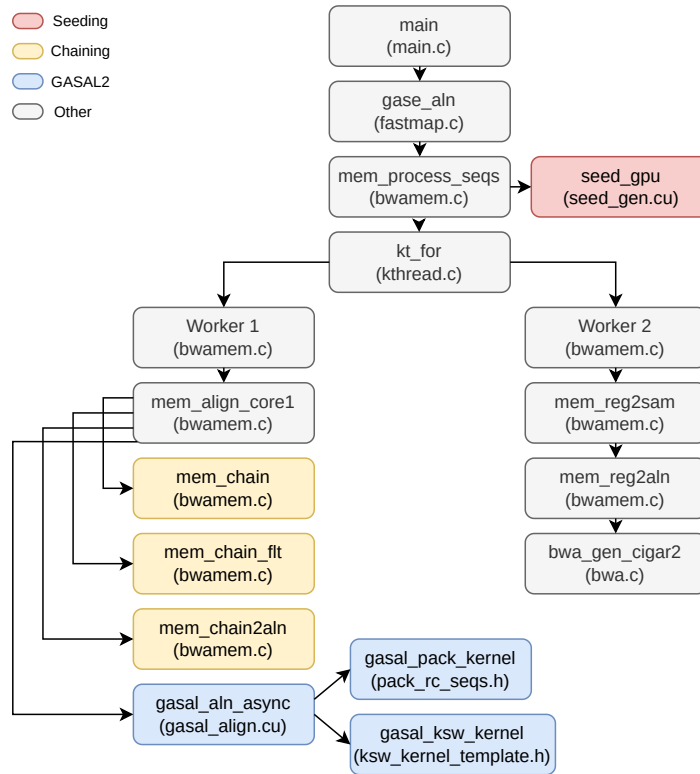 Seeding
Chaining
GASAL2
Other
main
(main.c)
gase_aln
(fastmap.c)
mem_process_seqs
(bwamem.c)
seed_gpu
(seed_gen.cu)
kt_for
(kthread.c)
Worker 1
(bwamem.c)
Worker 2
(bwamem.c)
mem_align_core1
(bwamem.c)
mem_reg2sam
(bwamem.c)
mem_chain
(bwamem.c)
mem_reg2aln
(bwamem.c)
mem_chain_flt
(bwamem.c)
bwa_gen_cigar2
(bwa.c)
mem_chain2aln
(bwamem.c)
gasal_pack_kernel
(pack_rc_seqs.h)
gasal_aln_async
(gasal_align.cu)
gasal_ksw_kernel
(ksw_kernel_template.h)